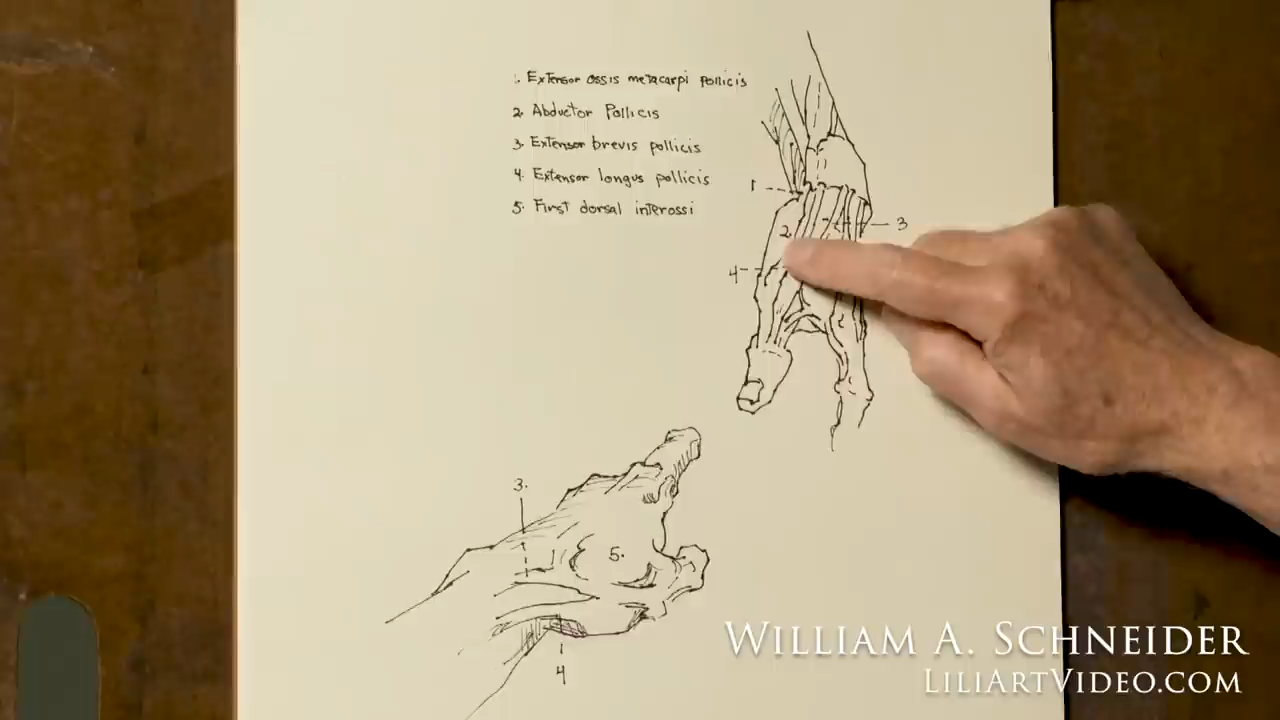 1. Extensor ossis metacarpi pollicis
2. Abductor Pollicis
3. Extensor brevis pollicis
4. Extensor longus pollicis
5. First dorsal interossi
1
2
3
4
3.
5.
4
WILLIAM A. SCHNEIDER
LILIARTVIDEO.COM